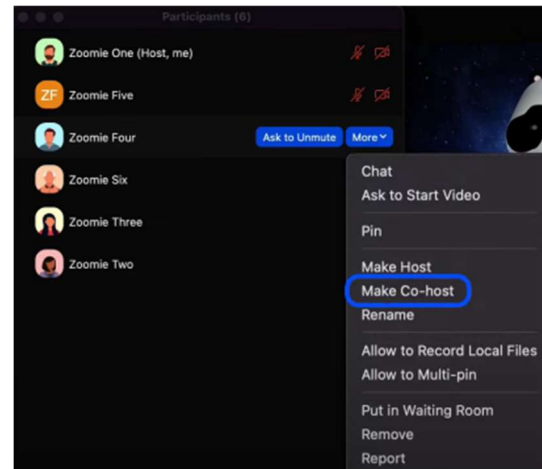 Participants (6)
Zoomie One (Host, me)
ZF Zoomie Five
Zoomie Four Ask to Unmute More
Zoomie Six
Zoomie Three
Zoomie Two
Chat
Ask to Start Video
Pin
Make Host
Make Co-host
Rename
Allow to Record Local Files
Allow to Multi-pin
Put in Waiting Room
Remove
Report